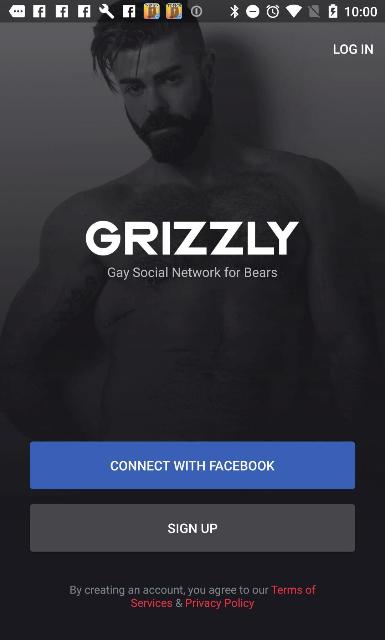 10:00
LOG IN
GRIZZLY
Gay Social Network for Bears
CONNECT WITH FACEBOOK
SIGN UP
By creating an account, you agree to our Terms of
Services & Privacy Policy